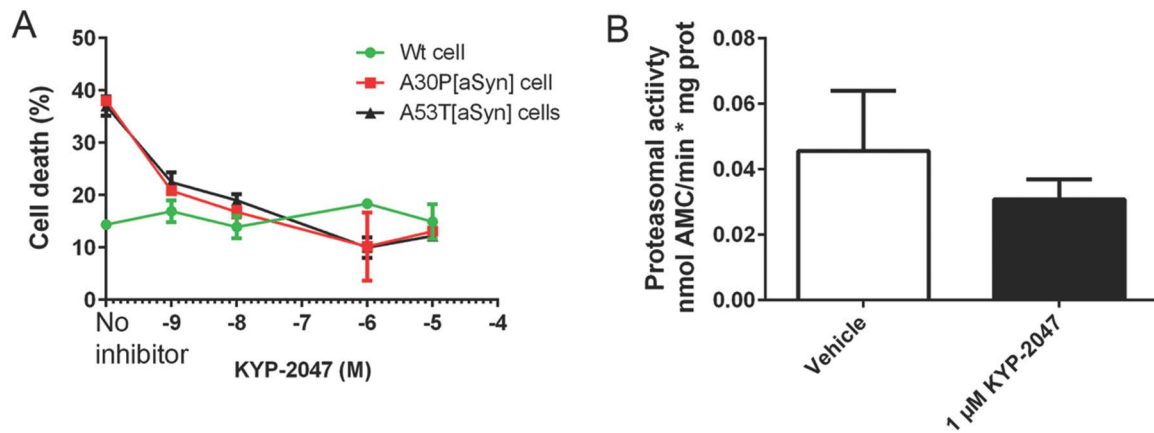 A
50
40
30
20
10
0
Cell death (%)
Wt cell
A30P[aSyn] cell
A53T[aSyn] cells
No inhibitor
-9
-8
-7
-6
-5
-4
KYP-2047 (M)
B
0.08
0.06
0.04
0.02
0.00
Proteasomal actiivty
nmol AMC/min * mg prot
Vehicle
1 µM KYP-2047